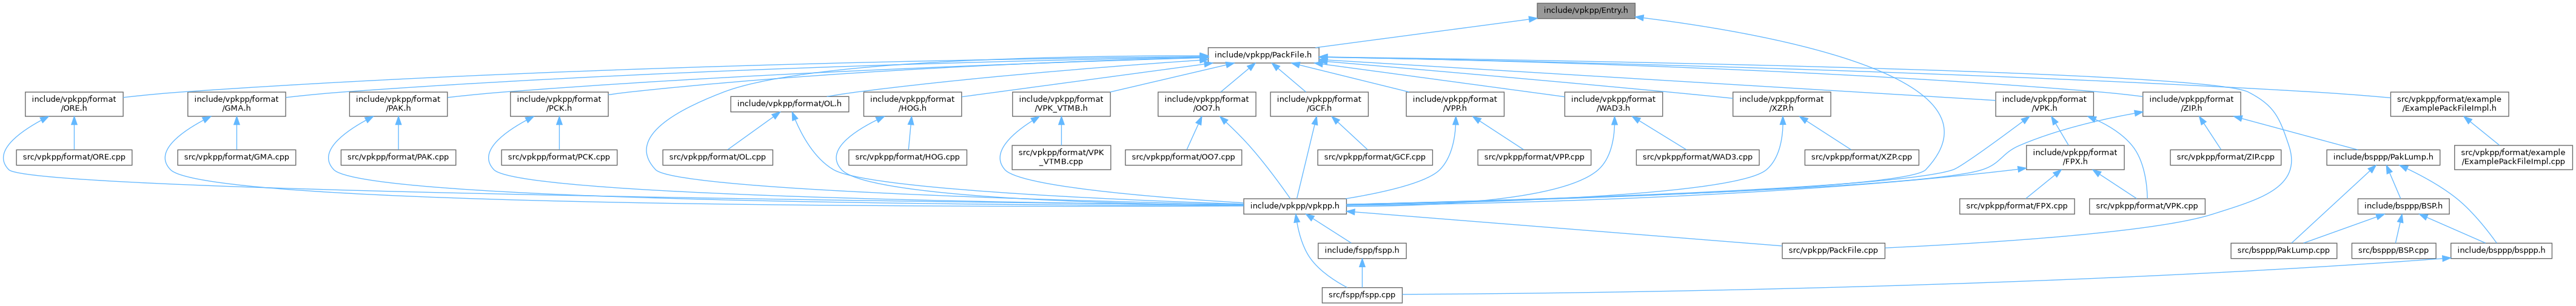 include/vpkpp/Entry.h
include/vpkpp/PackFile.h
include/vpkpp/format
/ORE.h
include/vpkpp/format
/GMA.h
include/vpkpp/format
/PAK.h
include/vpkpp/format
/PCK.h
include/vpkpp/format/OL.h
include/vpkpp/format
/HOG.h
include/vpkpp/format
/VPK_VTMB.h
include/vpkpp/format
/OO7.h
include/vpkpp/format
/GCF.h
include/vpkpp/format
/VPP.h
include/vpkpp/format
/WAD3.h
include/vpkpp/format
/XZP.h
include/vpkpp/format
/VPK.h
include/vpkpp/format
/ZIP.h
src/vpkpp/format/example
/ExamplePackFileImpl.h
src/vpkpp/format/ORE.cpp
src/vpkpp/format/GMA.cpp
src/vpkpp/format/PAK.cpp
src/vpkpp/format/PCK.cpp
src/vpkpp/format/OL.cpp
src/vpkpp/format/HOG.cpp
src/vpkpp/format/VPK
_VTMB.cpp
src/vpkpp/format/OO7.cpp
src/vpkpp/format/GCF.cpp
src/vpkpp/format/VPP.cpp
src/vpkpp/format/WAD3.cpp
src/vpkpp/format/XZP.cpp
include/vpkpp/format
/FPX.h
src/vpkpp/format/ZIP.cpp
include/bsppp/PakLump.h
src/vpkpp/format/example
/ExamplePackFileImpl.cpp
include/vpkpp/vpkpp.h
src/vpkpp/format/FPX.cpp
src/vpkpp/format/VPK.cpp
include/bsppp/BSP.h
include/fspp/fspp.h
src/vpkpp/PackFile.cpp
src/bsppp/PakLump.cpp
src/bsppp/BSP.cpp
include/bsppp/bsppp.h
src/fspp/fspp.cpp